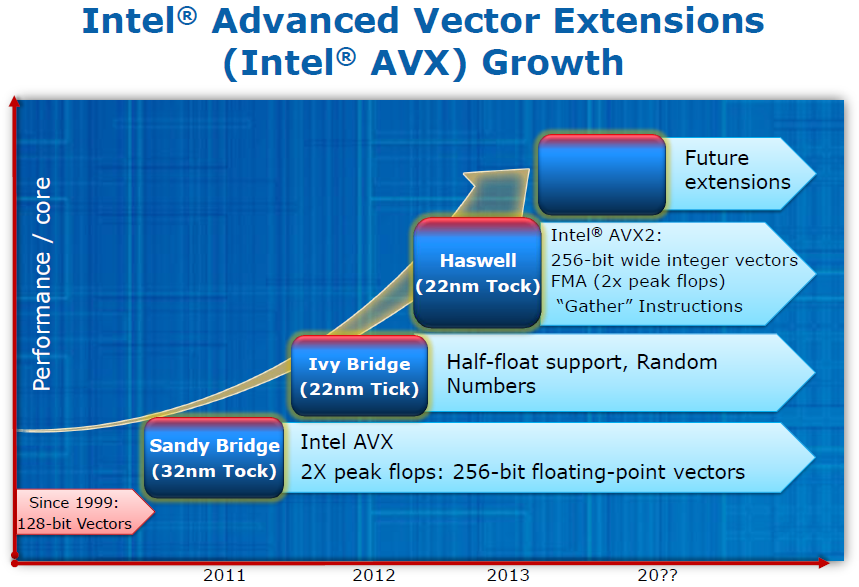 Intel® Advanced Vector Extensions
(Intel® AVX) Growth
Performance / core
Future
extensions
Haswell
(22nm Tock)
Intel® AVX2:
256-bit wide integer vectors
FMA (2x peak flops)
“Gather” Instructions
Ivy Bridge
(22nm Tick)
Half-float support, Random
Numbers
Sandy Bridge
(32nm Tock)
Intel AVX
2X peak flops: 256-bit floating-point vectors
Since 1999:
128-bit Vectors
2011
2012
2013
20??